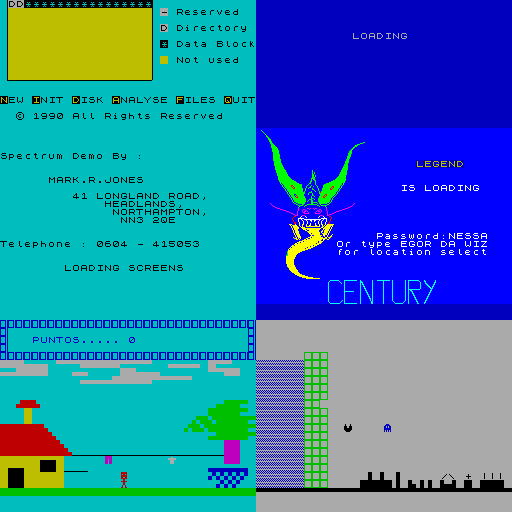 DD******************
- Reserved
D Directory
* Data Block
Not used
NEW INIT DISK ANALYSE FILES QUIT
© 1990 All Rights Reserved
Spectrum Demo By :
MARK.R.JONES
41 LONGLAND ROAD,
HEADLANDS,
NORTHAMPTON,
NN3 2QE
Telephone : 0604 - 415053
LOADING SCREENS
LOADING
LEGEND
IS LOADING
Password:NESSA
Or type EGOR DA WIZ
for location select
CENTURY
PUNTOS..... 0